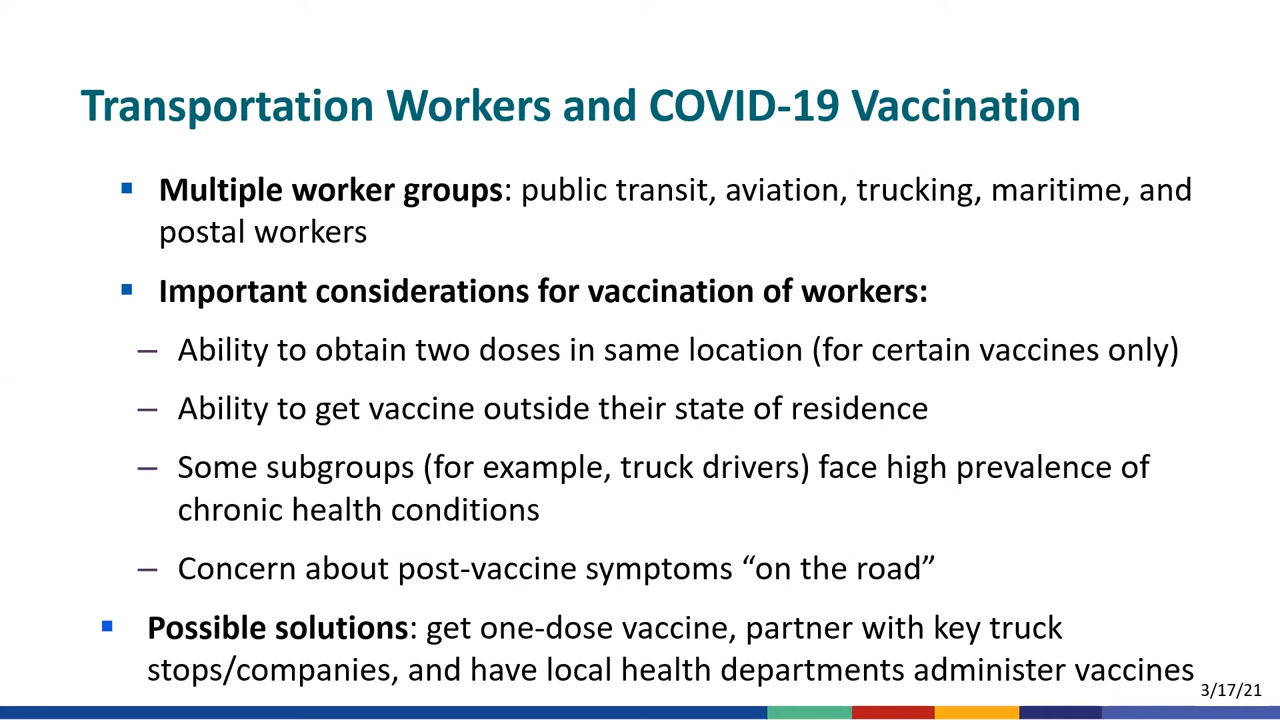 Transportation Workers and COVID-19 Vaccination
▪ Multiple worker groups: public transit, aviation, trucking, maritime, and
postal workers
▪ Important considerations for vaccination of workers:
– Ability to obtain two doses in same location (for certain vaccines only)
– Ability to get vaccine outside their state of residence
– Some subgroups (for example, truck drivers) face high prevalence of
chronic health conditions
– Concern about post-vaccine symptoms “on the road”
▪ Possible solutions: get one-dose vaccine, partner with key truck
stops/companies, and have local health departments administer vaccines
3/17/21